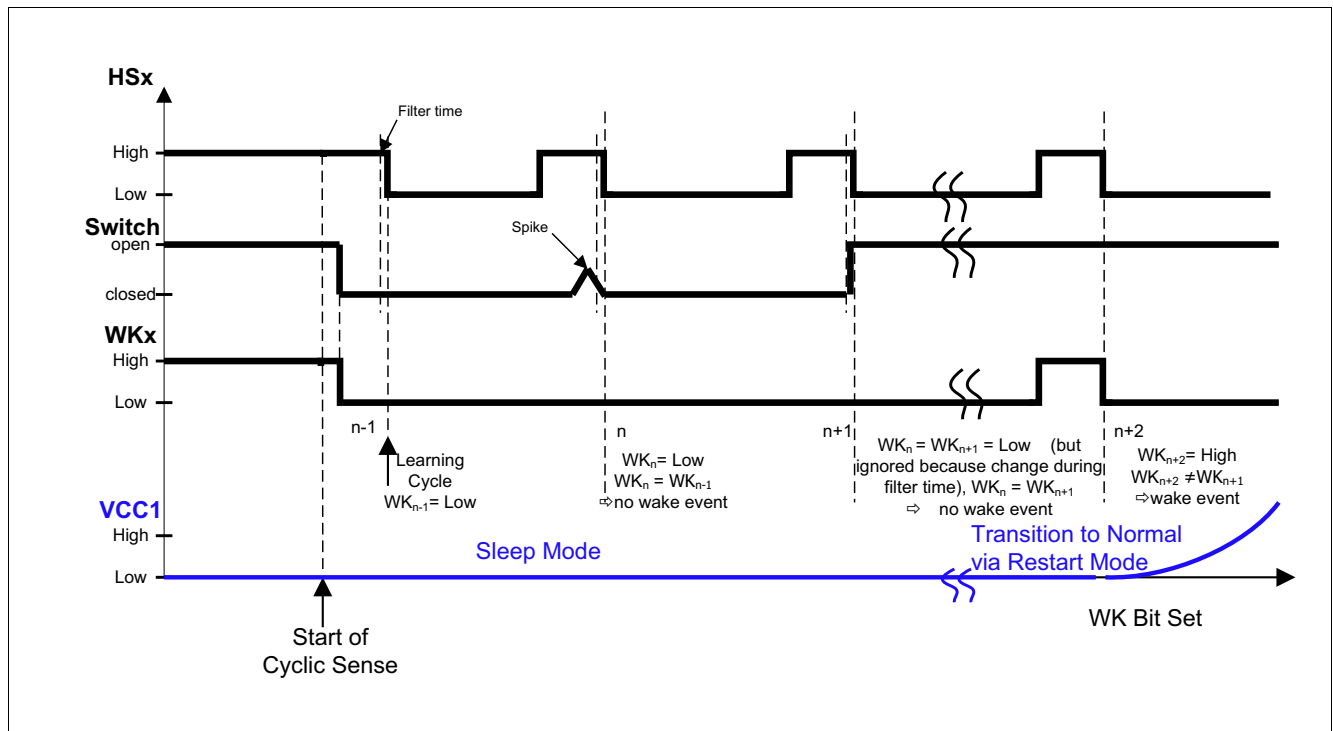 HSx
Filter time
High
Low
Switch
open
Spike
closed
WKx
High
Low
n-1
n
n+1
n+2
Learning
Cycle
WKₙ₋₁= Low
WKₙ= Low
WKₙ = WKₙ₋₁
⇨no wake event
WKₙ = WKₙ₊₁ = Low (but
ignored because change during
filter time), WKₙ = WKₙ₊₁
⇨ no wake event
WKₙ₊₂= High
WKₙ₊₂ ≠WKₙ₊₁
⇨wake event
VCC1
High
Low
Sleep Mode
Transition to Normal
via Restart Mode
WK Bit Set
Start of
Cyclic Sense